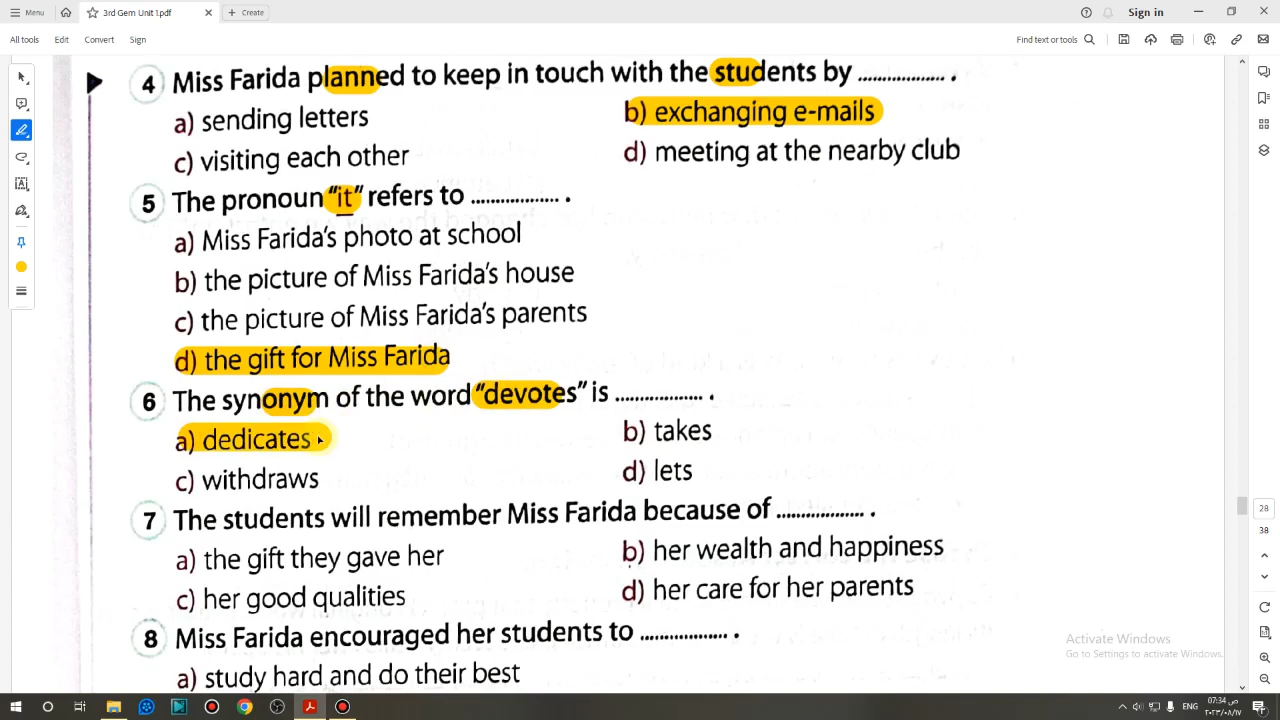 Menu
3rd Gem Unit 1.pdf
Create
Sign in
All tools Edit Convert Sign
Find text or tools
4 Miss Farida planned to keep in touch with the students by .................. .
a) sending letters
b) exchanging e-mails
c) visiting each other
d) meeting at the nearby club
5 The pronoun "it" refers to .................. .
a) Miss Farida's photo at school
b) the picture of Miss Farida's house
c) the picture of Miss Farida's parents
d) the gift for Miss Farida
6 The synonym of the word "devotes" is .................. .
a) dedicates
b) takes
c) withdraws
d) lets
7 The students will remember Miss Farida because of .................. .
a) the gift they gave her
b) her wealth and happiness
c) her good qualities
d) her care for her parents
8 Miss Farida encouraged her students to .................. .
a) study hard and do their best
28
38
Activate Windows
Go to Settings to activate Windows.
ENG
07:34 ص
٢٠٢٣/٠٨/١٧